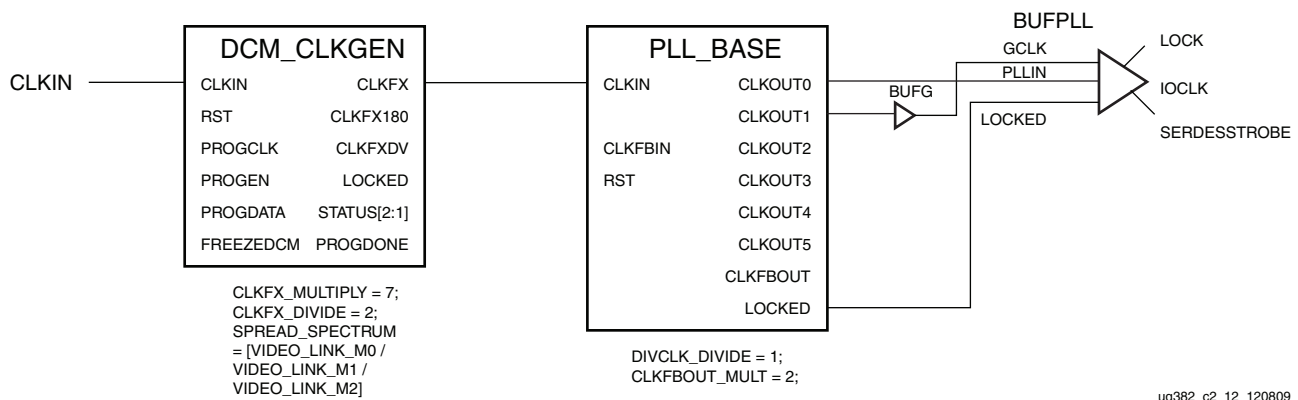 BUFPLL
DCM_CLKGEN
PLL_BASE
GCLK
LOCK
CLKIN
CLKIN
CLKFX
CLKIN
CLKOUT0
PLLIN
IOCLK
BUFG
RST
CLKFX180
CLKOUT1
LOCKED
SERDESSTROBE
PROGCLK
CLKFXDV
CLKFBIN
CLKOUT2
PROGEN
LOCKED
RST
CLKOUT3
PROGDATA
STATUS[2:1]
CLKOUT4
FREEZEDCM
PROGDONE
CLKOUT5
CLKFBOUT
LOCKED
CLKFX_MULTIPLY = 7;
CLKFX_DIVIDE = 2;
SPREAD_SPECTRUM
= [VIDEO_LINK_M0 /
VIDEO_LINK_M1 /
VIDEO_LINK_M2]
DIVCLK_DIVIDE = 1;
CLKFBOUT_MULT = 2;
ug382_c2_12_120809